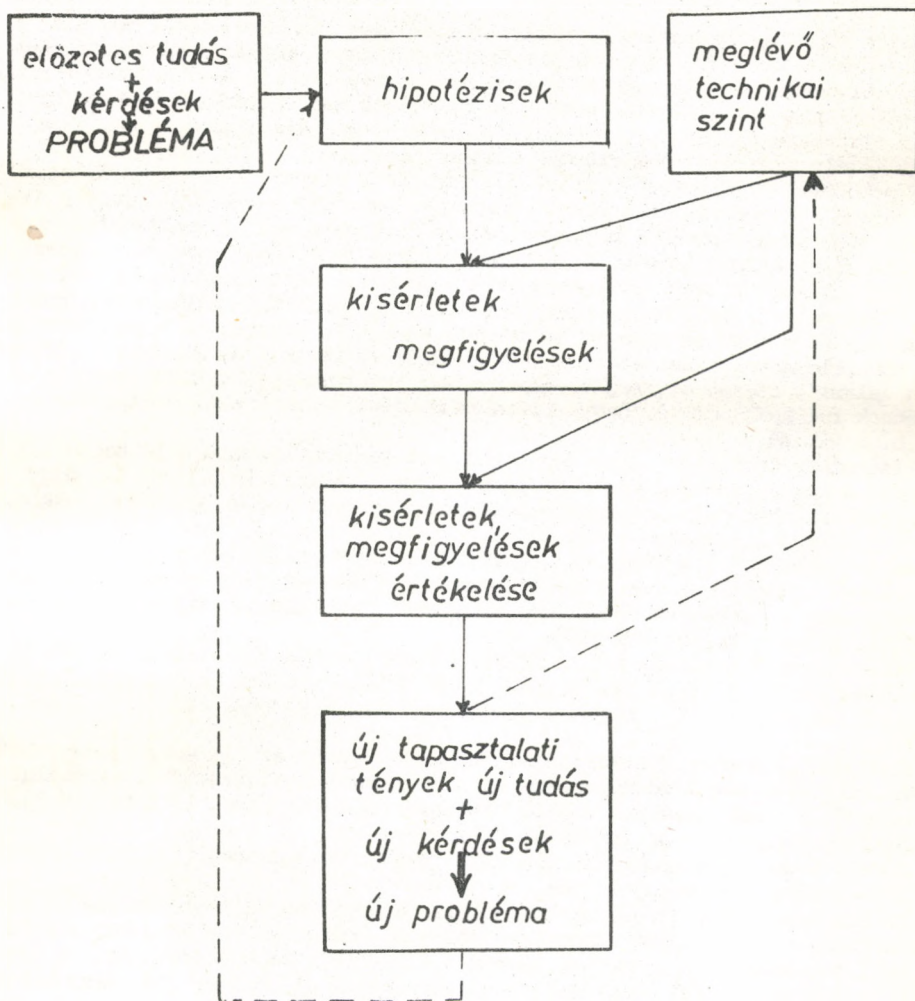 előzetes tudás
+
kérdések
PROBLÉMA
hipotézisek
meglévő
technikai
szint
kisérletek
megfigyelések
kisérletek,
megfigyelések
értékelése
új tapasztalati
tények új tudás
+
új kérdések
új probléma